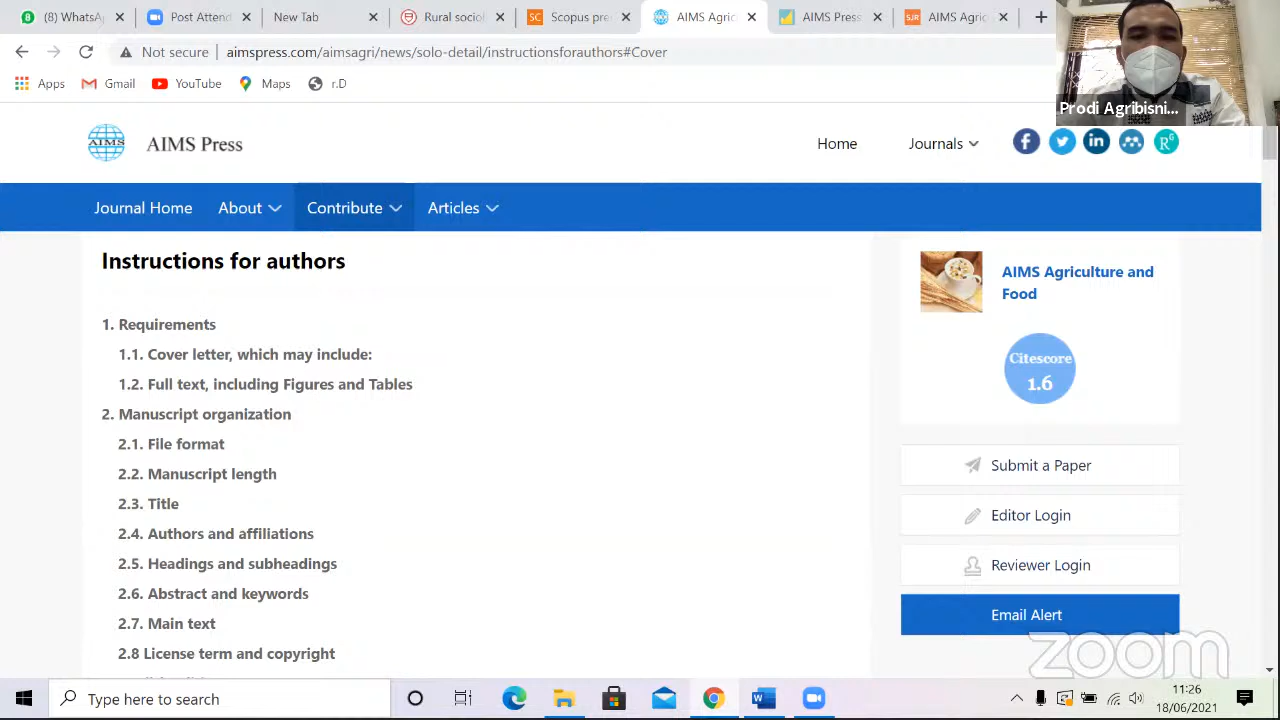 (8) WhatsA
Post Attend
New Tab
Rural socio
Scopus pre
AIMS Agric
AIMS Pres
AIMS Agric
Not secure
aimspress.com/aimsagri/news/solo-detail/instructionsforauthors#Cover
Apps
Gmail
YouTube
Maps
r.D
Prodi Agribisni...
AIMS
AIMS Press
Home
Journals
Journal Home
About
Contribute
Articles
Instructions for authors
1. Requirements
1.1. Cover letter, which may include:
1.2. Full text, including Figures and Tables
2. Manuscript organization
2.1. File format
2.2. Manuscript length
2.3. Title
2.4. Authors and affiliations
2.5. Headings and subheadings
2.6. Abstract and keywords
2.7. Main text
2.8 License term and copyright
AIMS Agriculture and
Food
Citescore
1.6
Submit a Paper
Editor Login
Reviewer Login
Email Alert
zoom
Type here to search
11:26
18/06/2021